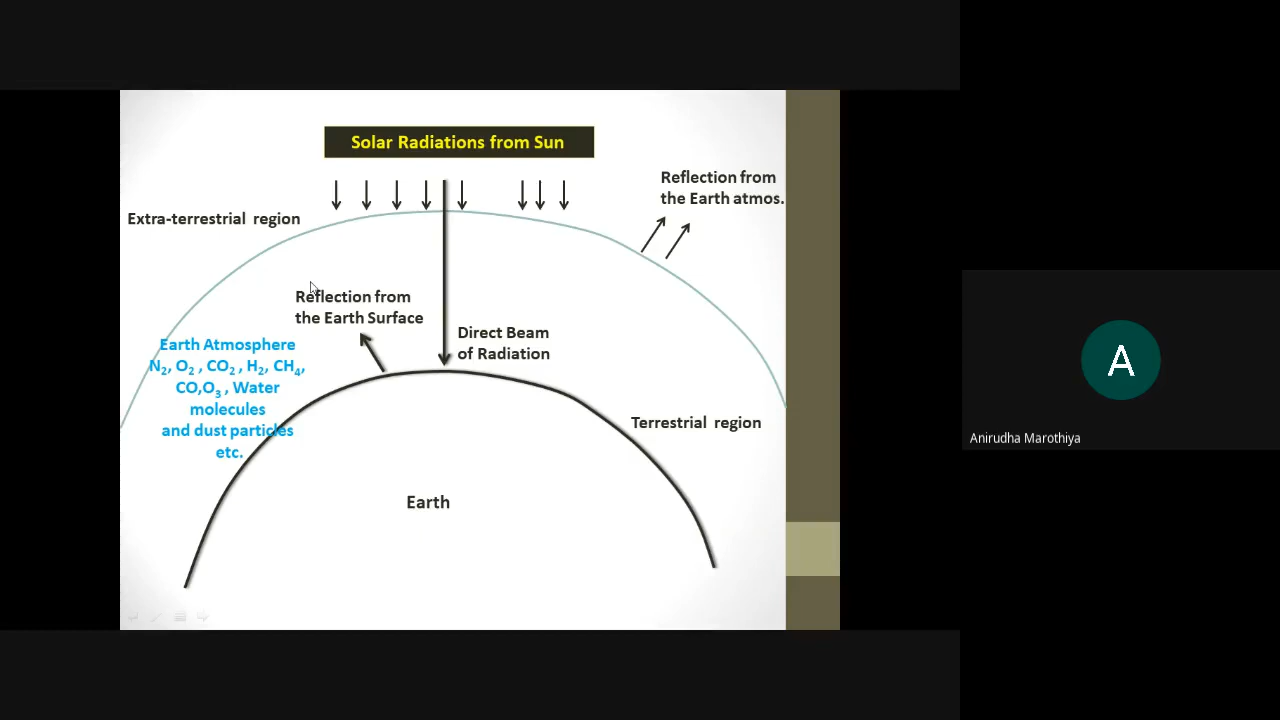 Solar Radiations from Sun
Reflection from
the Earth atmos.
Extra-terrestrial region
Reflection from
the Earth Surface
Direct Beam
of Radiation
Earth Atmosphere
N₂, O₂ , CO₂ , H₂, CH₄,
CO,O₃ , Water
molecules
and dust particles
etc.
Terrestrial region
Earth
A
Anirudha Marothiya